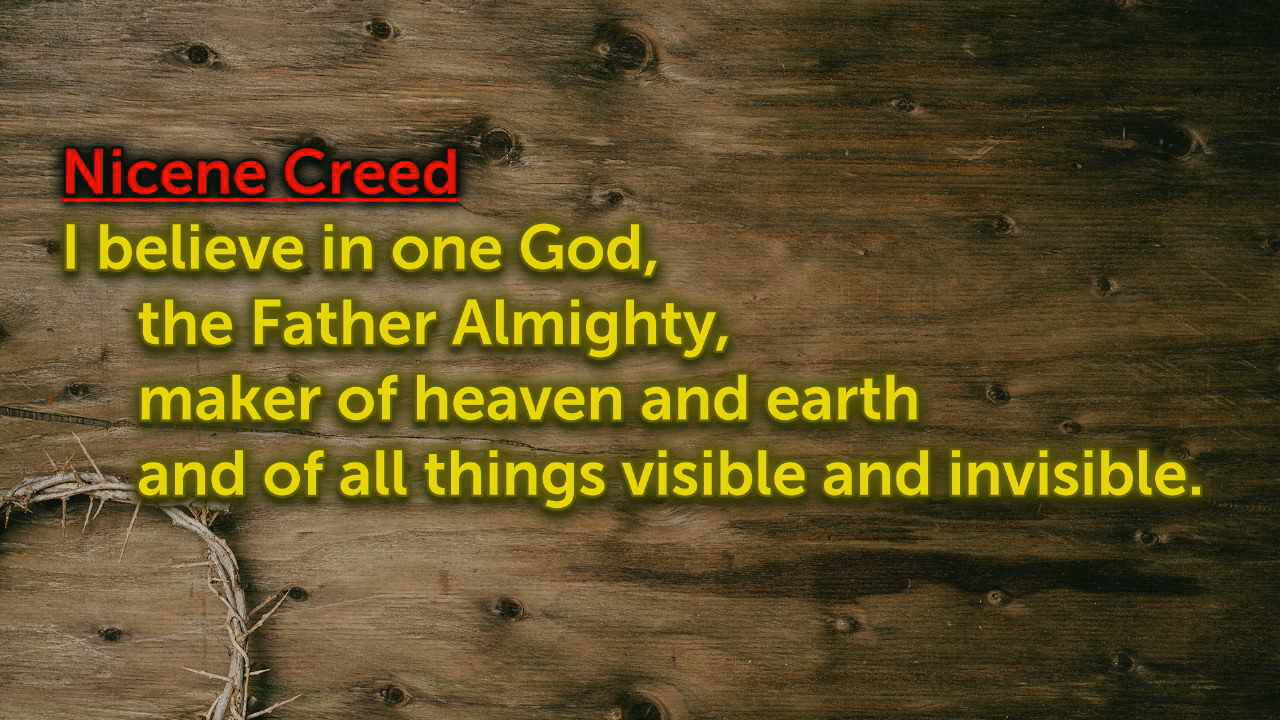 Nicene Creed
I believe in one God,
the Father Almighty,
maker of heaven and earth
and of all things visible and invisible.